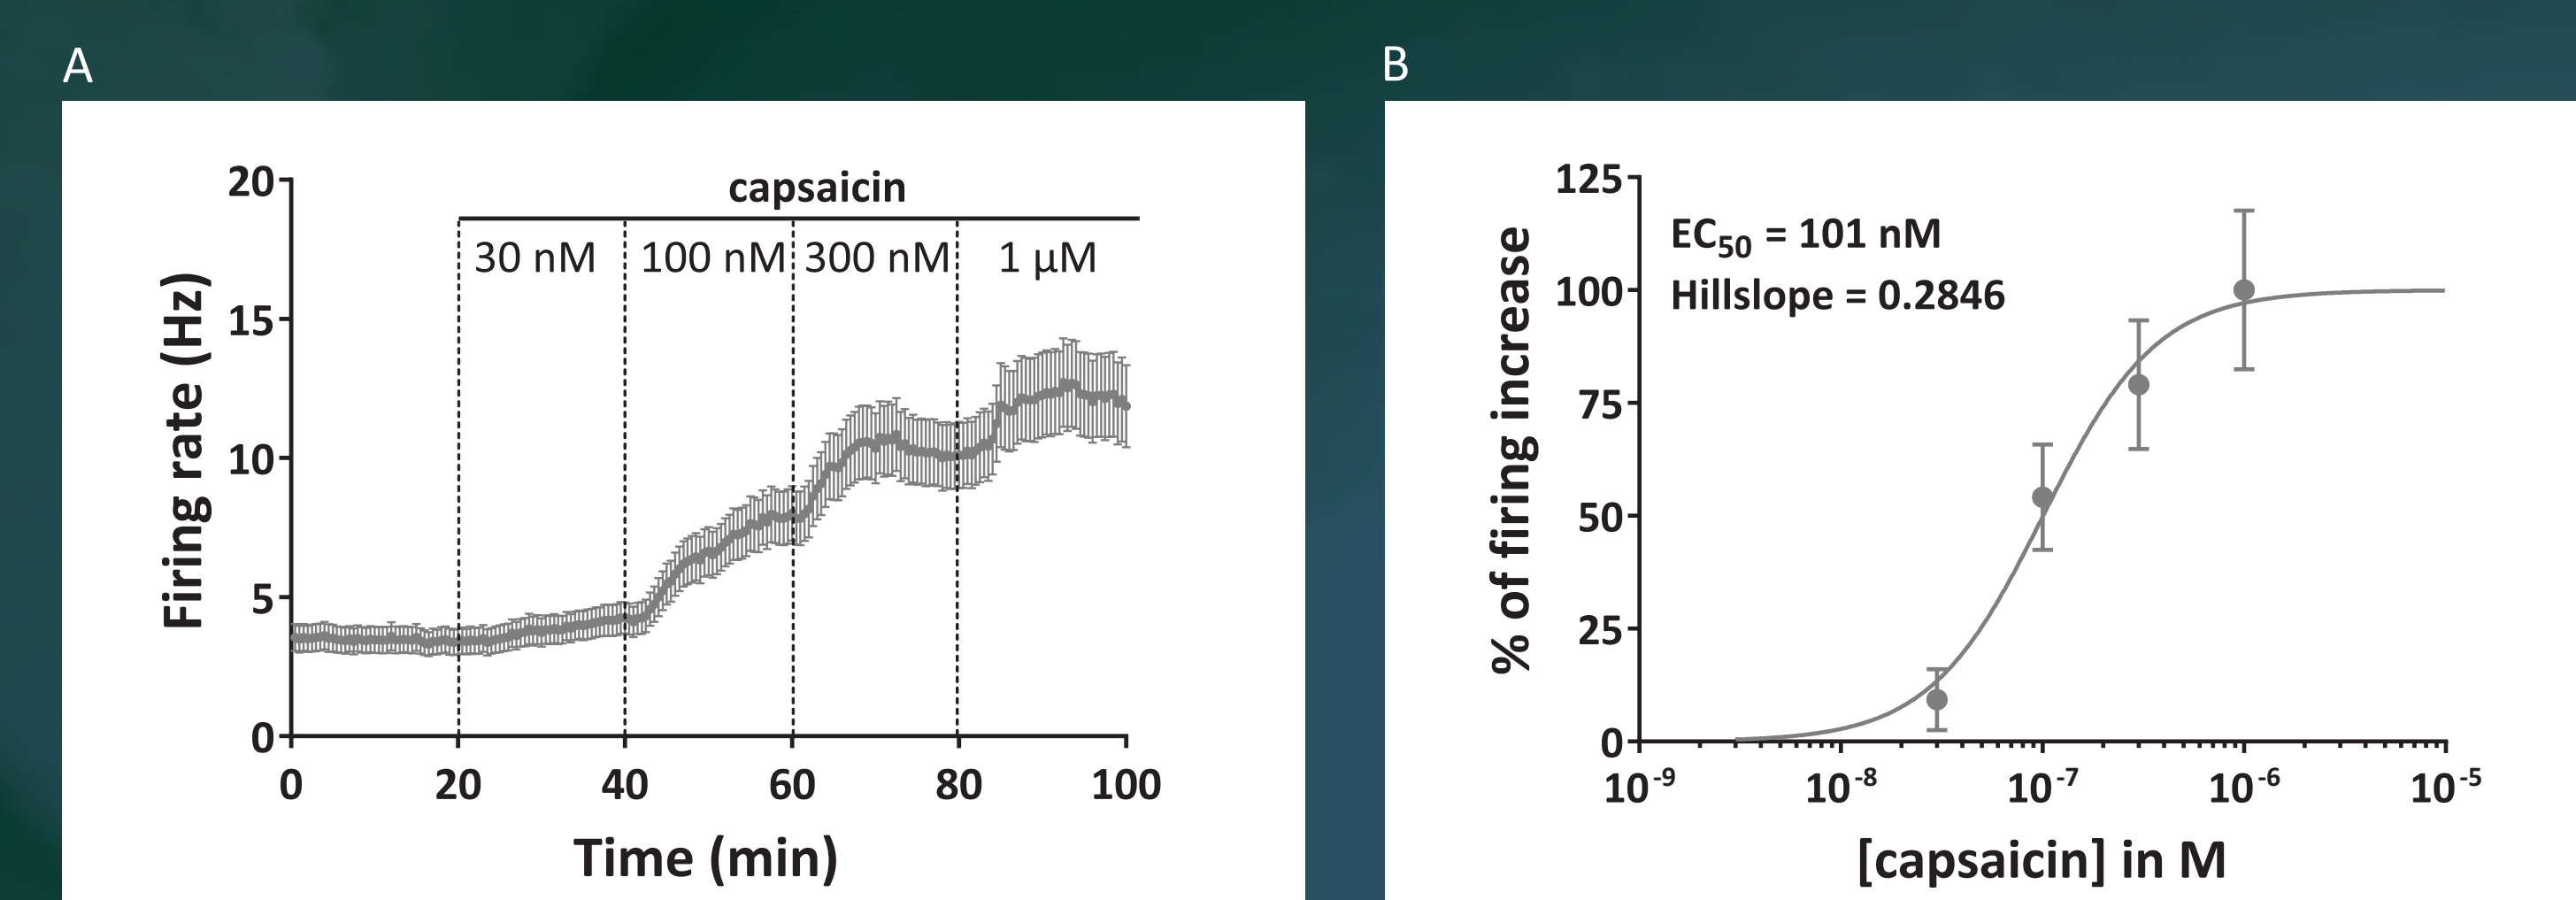 A
20
15
10
5
0
Firing rate (Hz)
capsaicin
30 nM 100 nM 300 nM 1 µM
0 20 40 60 80 100
Time (min)
B
125
100
75
50
25
0
% of firing increase
EC50 = 101 nM
Hillslope = 0.2846
10-9 10-8 10-7 10-6 10-5
[capsaicin] in M